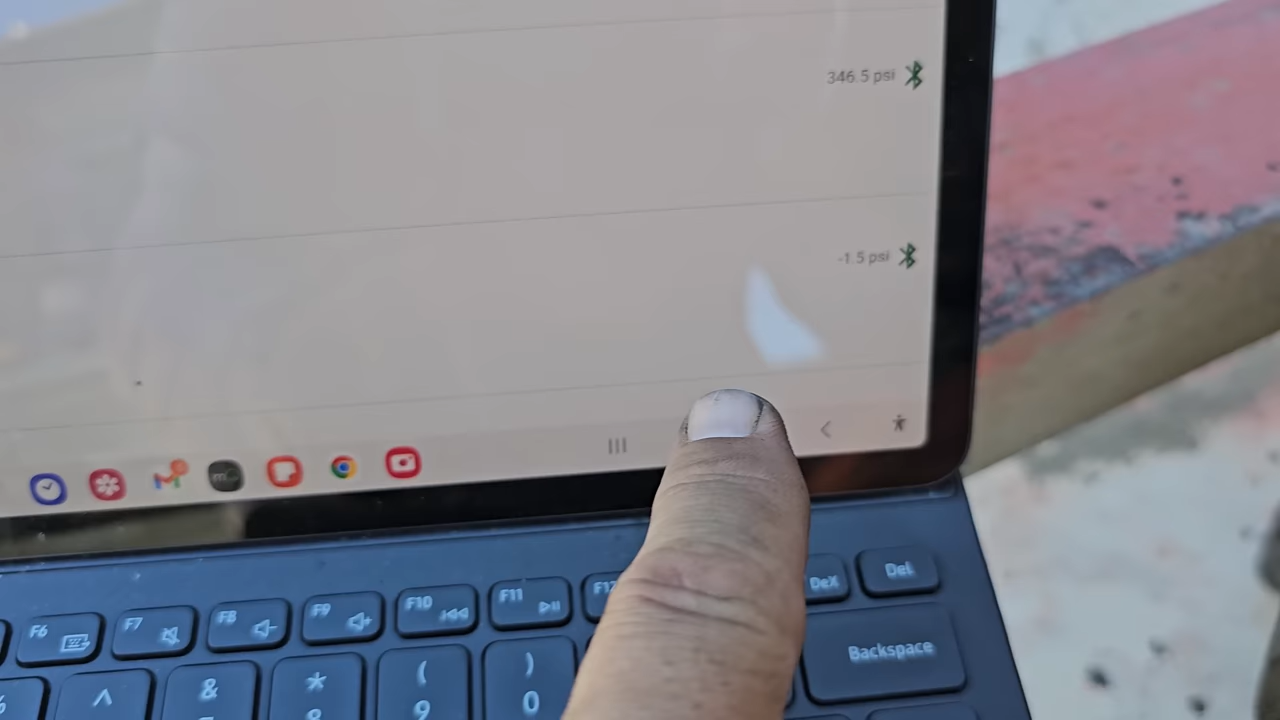 346.5 psi
-1.5 psi
F6 F7 F8 F9 F10 F11 DeX Del
^ & * ( ) Backspace
9 0